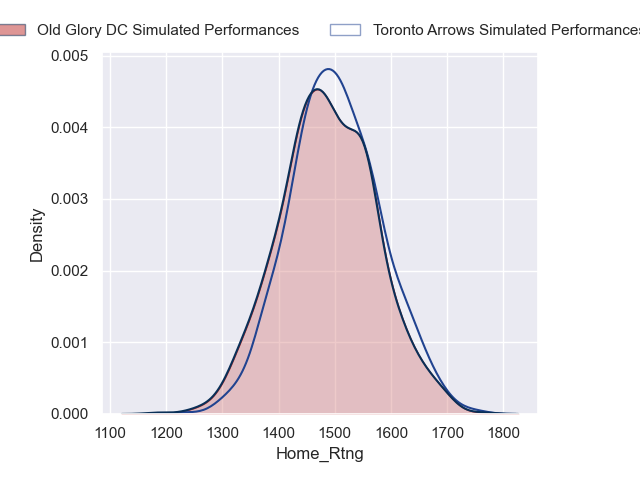 Old Glory DC Simulated Performances
Toronto Arrows Simulated Performances
0.005
0.004
0.003
0.002
0.001
0.000
Density
1100 1200 1300 1400 1500 1600 1700 1800
Home_Rtng